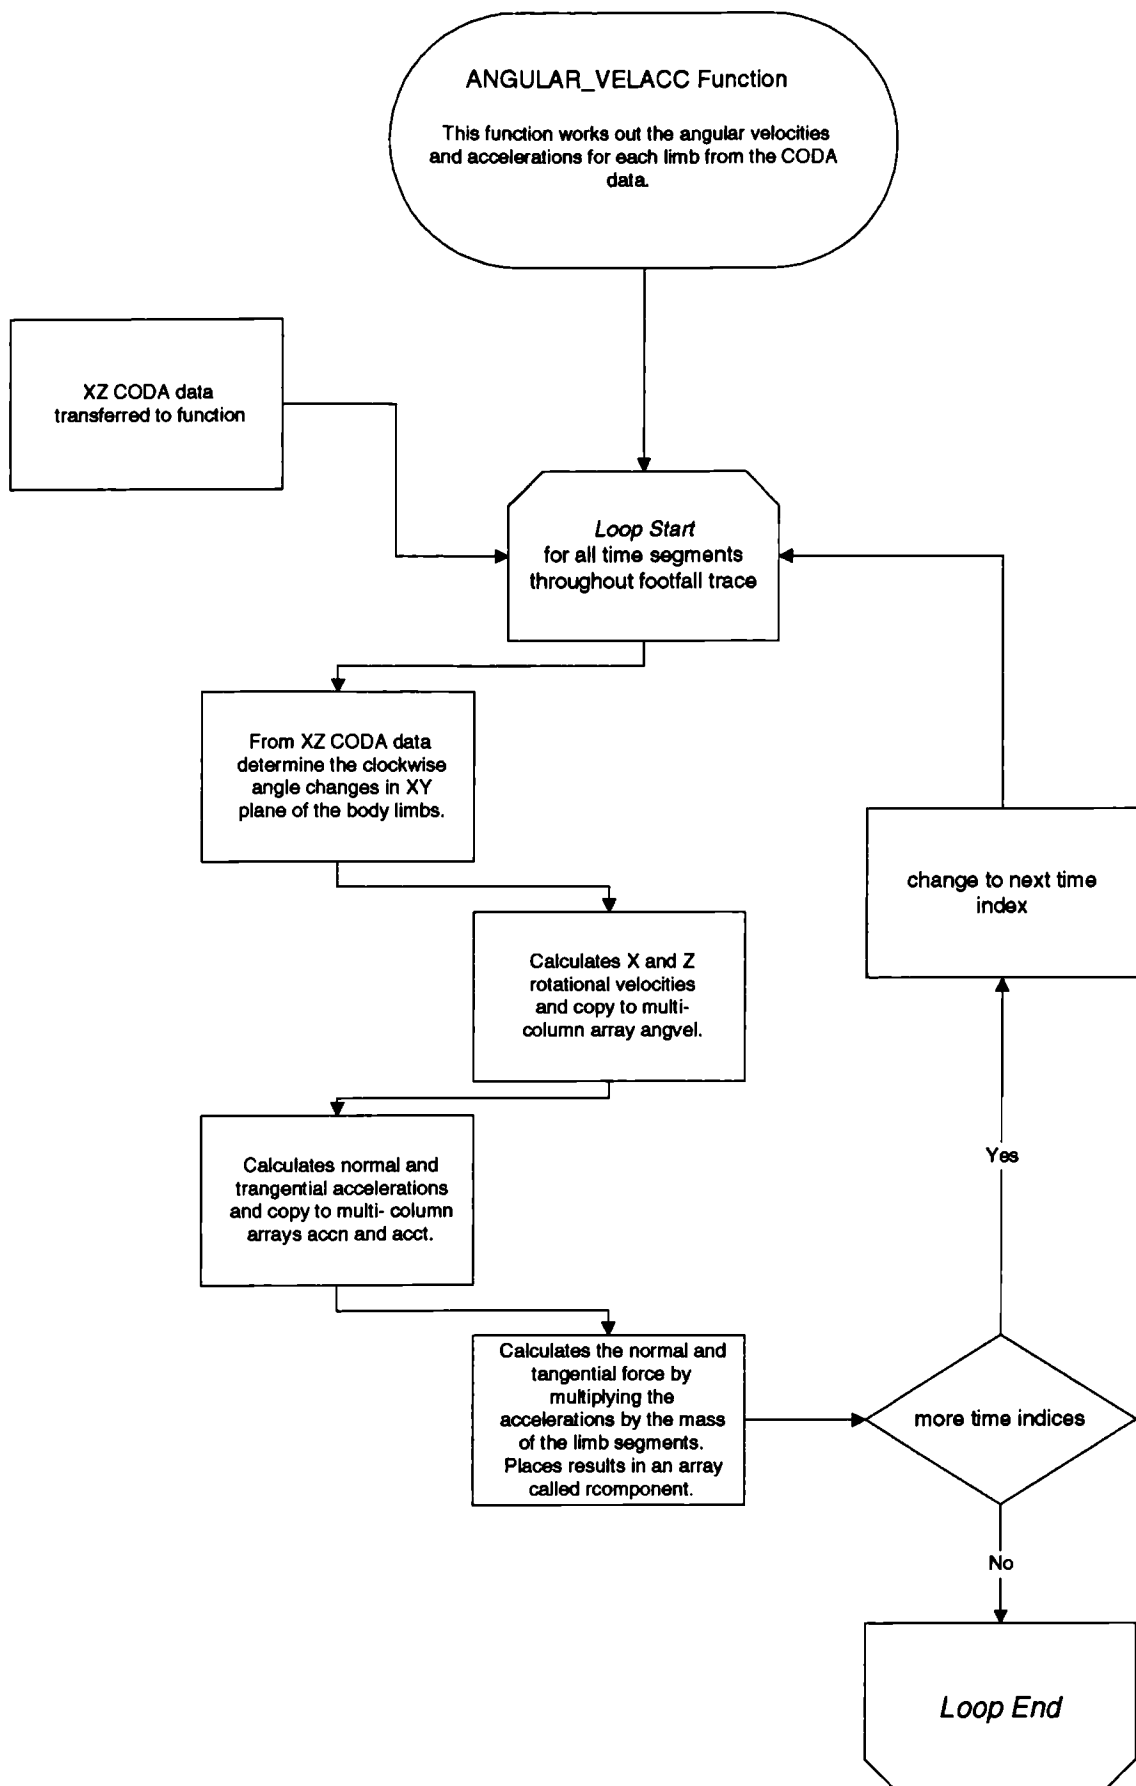 ANGULAR_VELACC Function
This function works out the angular velocities
and accelerations for each limb from the CODA
data.
XZ CODA data
transferred to function
Loop Start
for all time segments
throughout footfall trace
From XZ CODA data
determine the clockwise
angle changes in XY
plane of the body limbs.
change to next time
index
Calculates X and Z
rotational velocities
and copy to multi-
column array angvel.
Calculates normal and
trangential accelerations
and copy to multi- column
arrays accn and acct.
Yes
Calculates the normal and
tangential force by
multiplying the
accelerations by the mass
of the limb segments.
Places results in an array
called rcomponent.
more time indices
No
Loop End